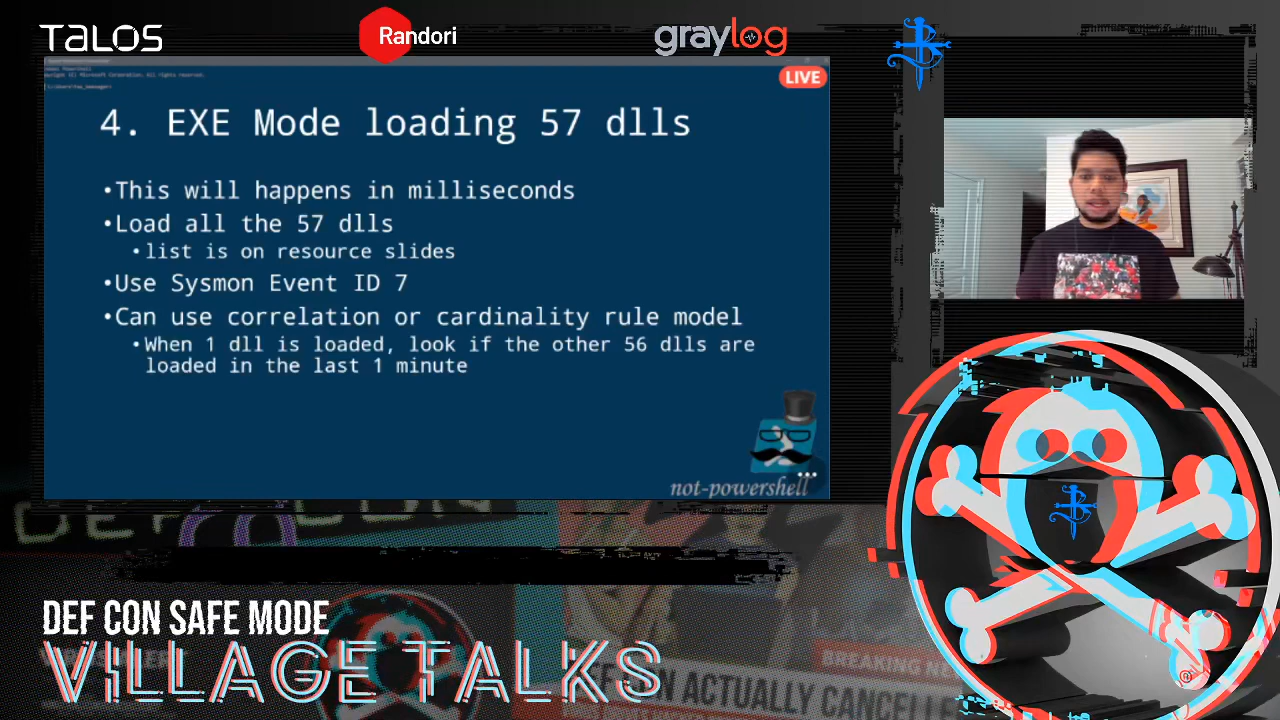 TALOS
Randori
graylog
LIVE
4. EXE Mode loading 57 dlls
•This will happens in milliseconds
•Load all the 57 dlls
•list is on resource slides
•Use Sysmon Event ID 7
•Can use correlation or cardinality rule model
•When 1 dll is loaded, look if the other 56 dlls are
loaded in the last 1 minute
not-powershell
DEF CON
DEF CON SAFE MODE
VILLAGE TALKS
BREAKING
CON ACTUALLY